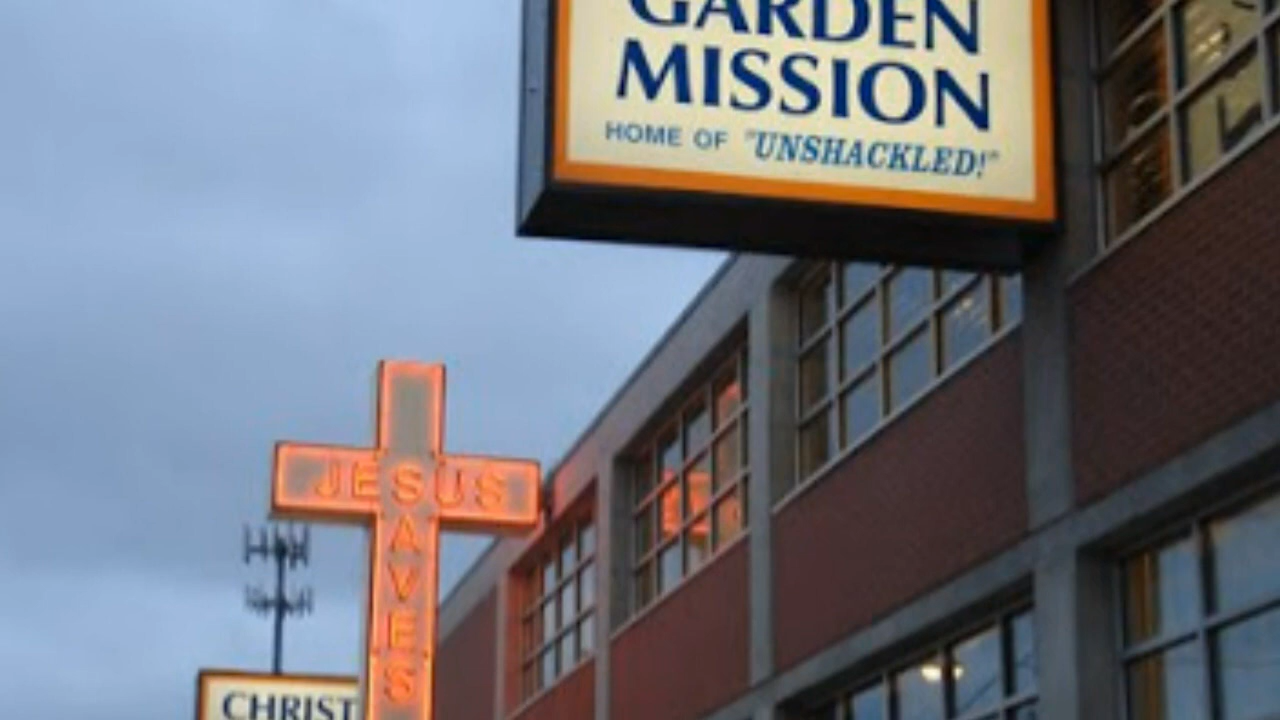 GARDEN
MISSION
HOME OF "UNSHACKLED!"
JESUS
SAVES
CHRIST